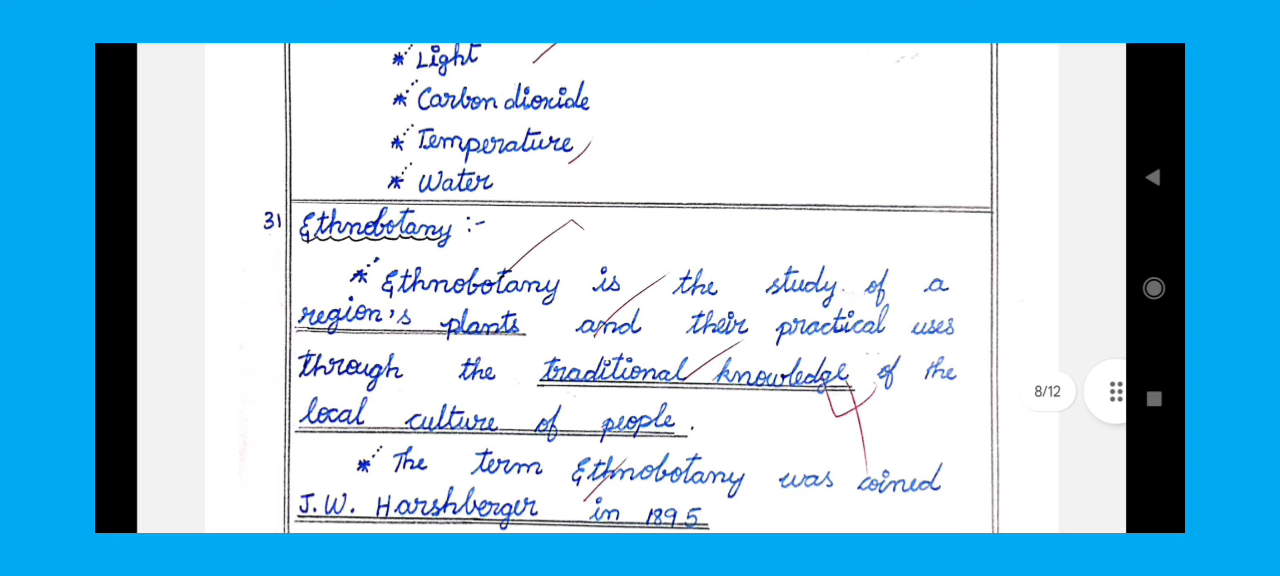 * Light
* Carbon dioxide
* Temperature
* Water
31 Ethnobotany :-
* Ethnobotany is the study of a
region's plants and their practical uses
through the traditional knowledge of the
local culture of people.
* The term Ethnobotany was coined
J.W. Harshberger in 1895
8/12